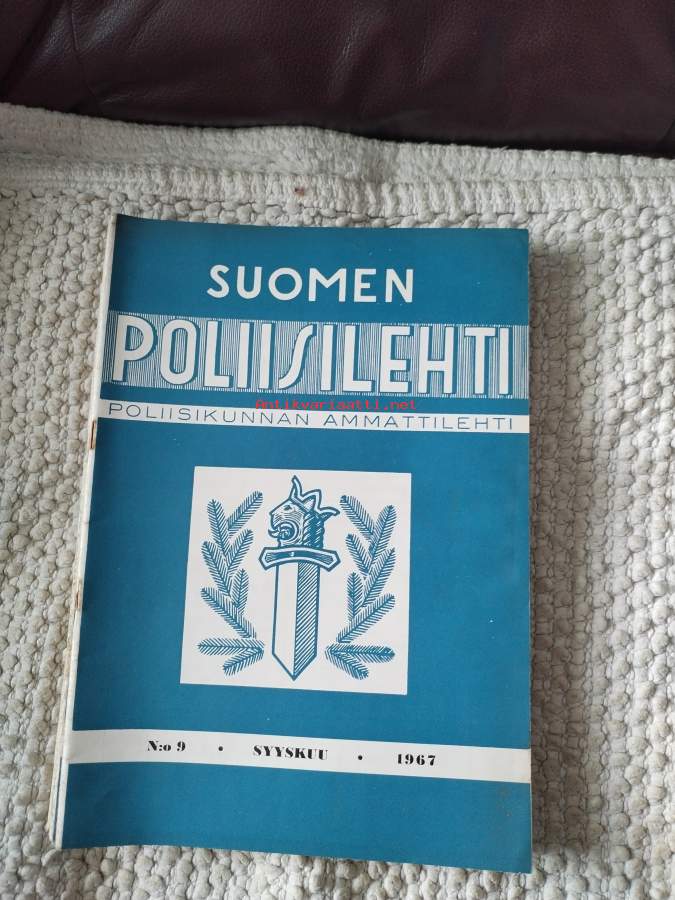 SUOMEN
POLIISILEHTI
Antikvariaatti.net
POLIISIKUNNAN AMMATTILEHTI
N:o 9 • SYYSKUU • 1967